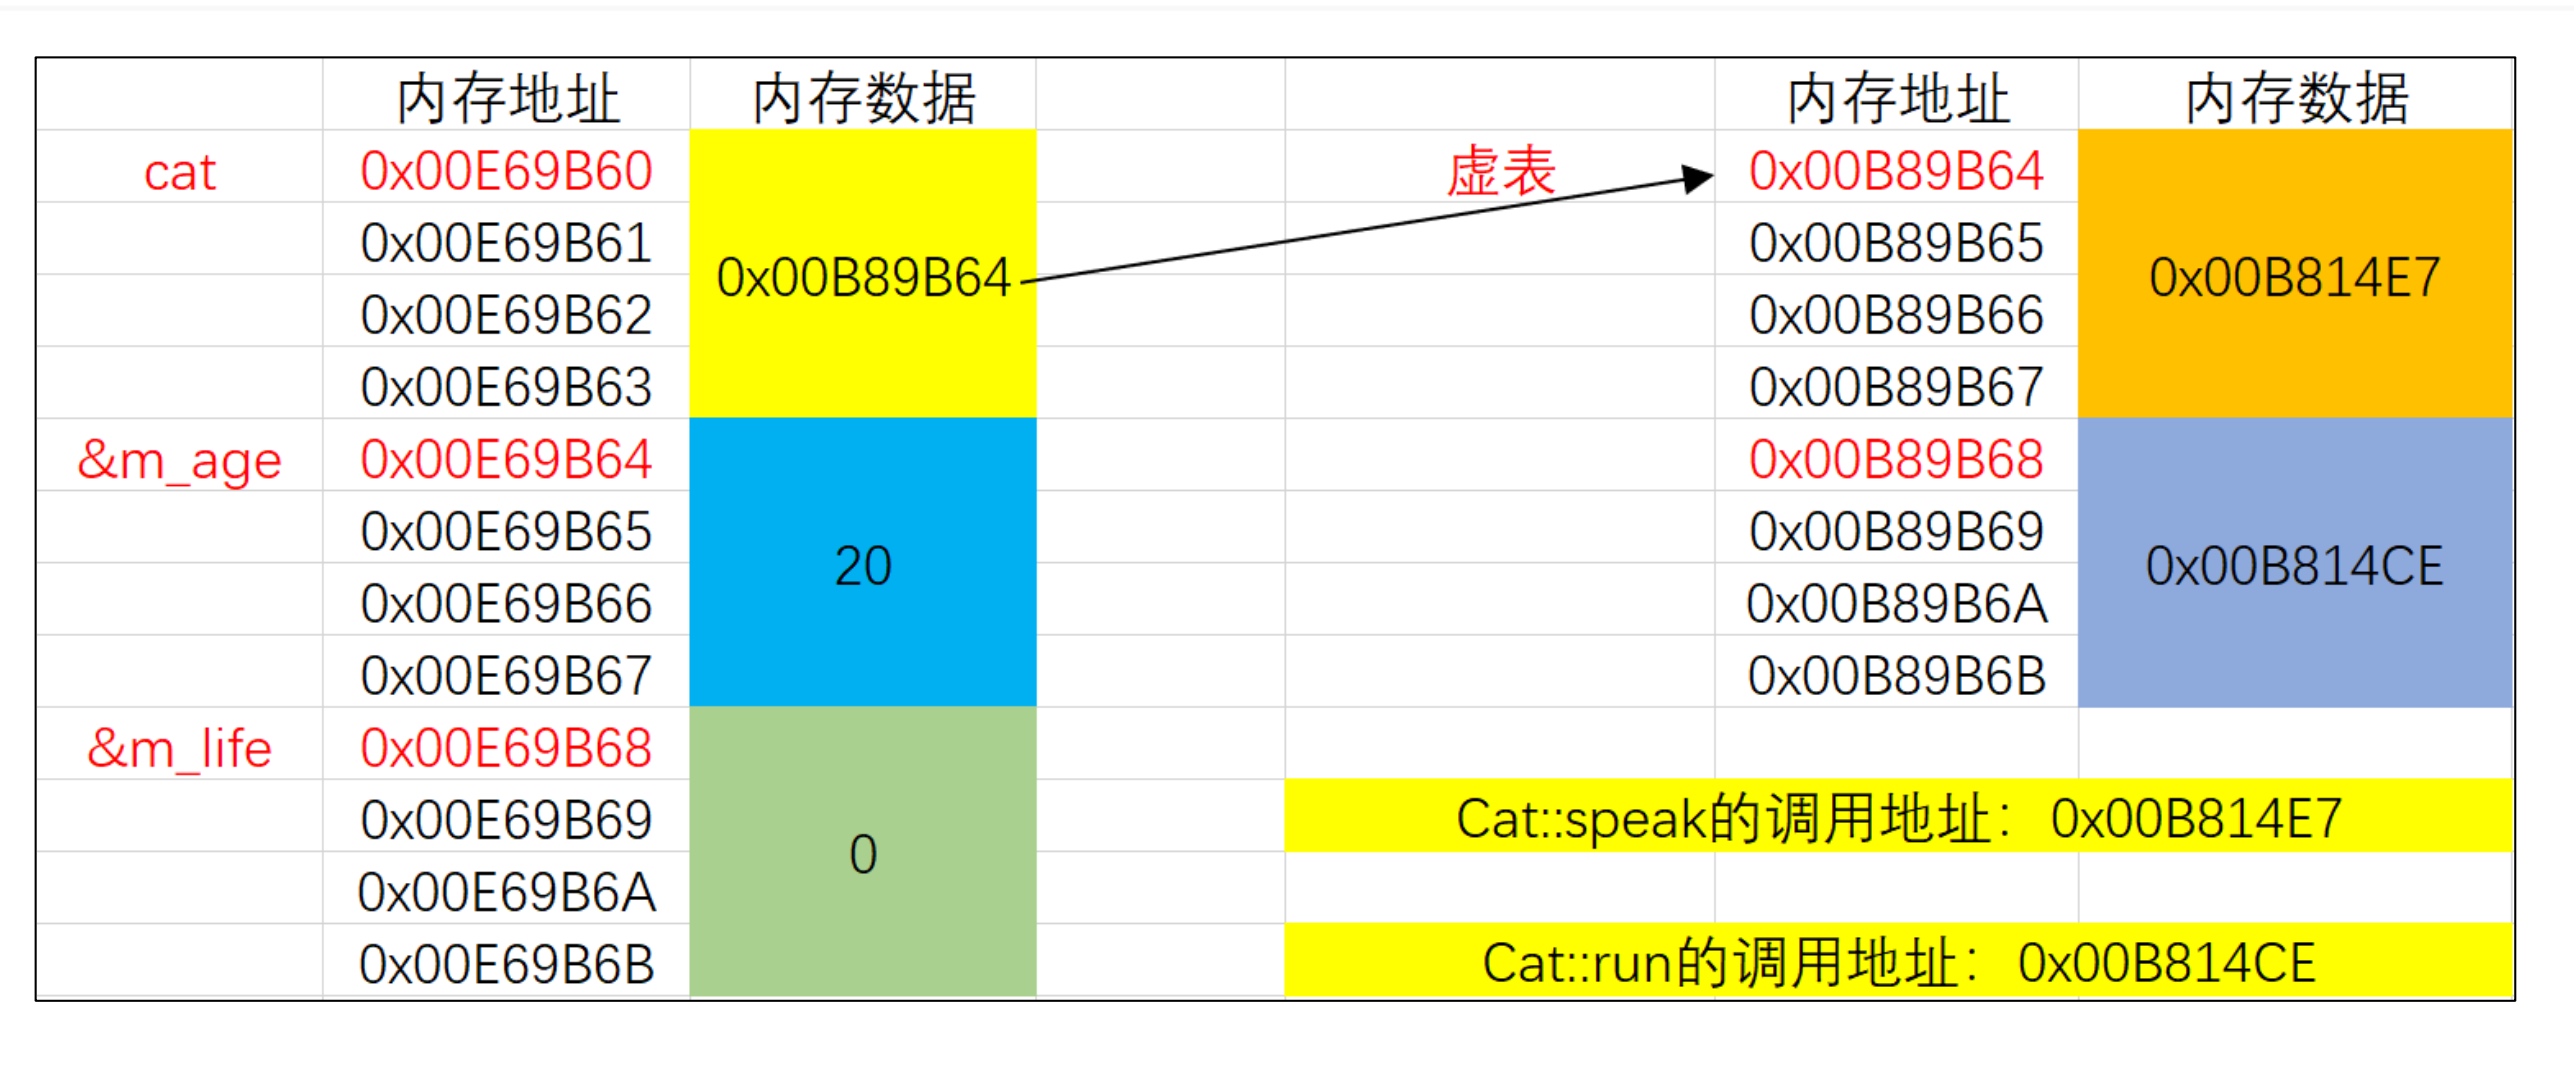 内存地址 内存数据 内存地址 内存数据
cat 0x00E69B60 虚表 0x00B89B64
0x00E69B61 0x00B89B65
0x00B89B64 0x00B814E7
0x00E69B62 0x00B89B66
0x00E69B63 0x00B89B67
&m_age 0x00E69B64 0x00B89B68
0x00E69B65 0x00B89B69
20 0x00B814CE
0x00E69B66 0x00B89B6A
0x00E69B67 0x00B89B6B
&m_life 0x00E69B68
0x00E69B69 Cat::speak的调用地址：0x00B814E7
0
0x00E69B6A
0x00E69B6B Cat::run的调用地址：0x00B814CE